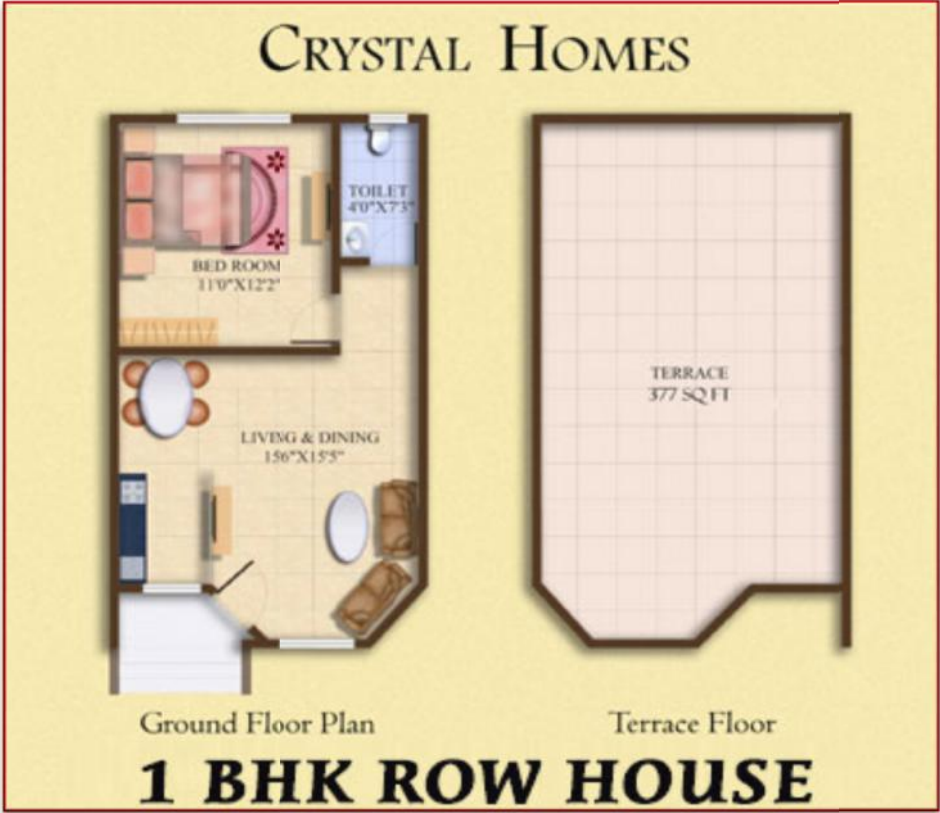 CRYSTAL HOMES
TOILET
4'0"X7'3"
BED ROOM
11'0"X12'2"
TERRACE
377 SQ FT
LIVING & DINING
15'6"X15'5"
Ground Floor Plan
Terrace Floor
1 BHK ROW HOUSE